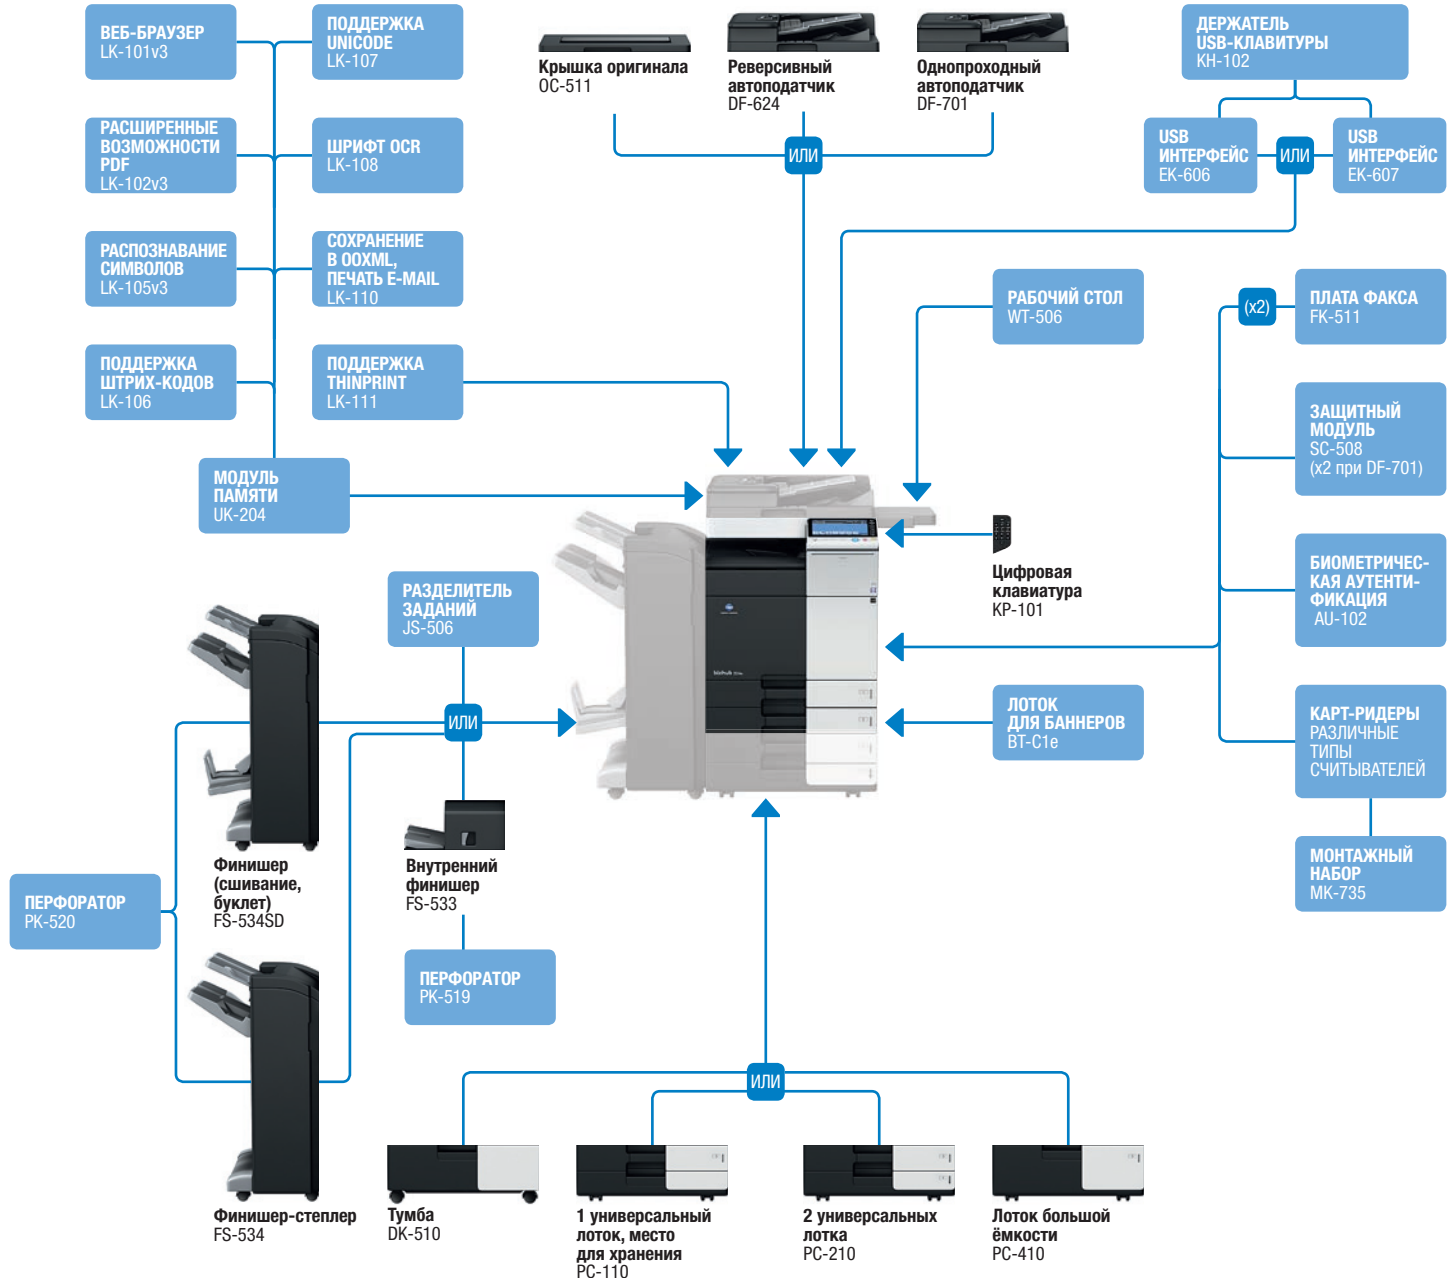 ВЕБ-БРАУЗЕР
LK-101v3
ПОДДЕРЖКА
UNICODE
LK-107
РАСШИРЕННЫЕ
ВОЗМОЖНОСТИ
PDF
LK-102v3
ШРИФТ OCR
LK-108
РАСПОЗНАВАНИЕ
СИМВОЛОВ
LK-105v3
СОХРАНЕНИЕ
В OOXML,
ПЕЧАТЬ E-MAIL
LK-110
ПОДДЕРЖКА
ШТРИХ-КОДОВ
LK-106
ПОДДЕРЖКА
THINPRINT
LK-111
МОДУЛЬ
ПАМЯТИ
UK-204
Крышка оригинала
OC-511
Реверсивный
автоподатчик
DF-624
Однопроходный
автоподатчик
DF-701
ИЛИ
ДЕРЖАТЕЛЬ
USB-КЛАВИТУРЫ
KH-102
USB
ИНТЕРФЕЙС
EK-606
ИЛИ
USB
ИНТЕРФЕЙС
EK-607
РАБОЧИЙ СТОЛ
WT-506
(x2)
ПЛАТА ФАКСА
FK-511
ЗАЩИТНЫЙ
МОДУЛЬ
SC-508
(x2 при DF-701)
Цифровая
клавиатура
KP-101
БИОМЕТРИЧЕС-
КАЯ АУТЕНТИ-
ФИКАЦИЯ
AU-102
ЛОТОК
ДЛЯ БАННЕРОВ
BT-C1e
КАРТ-РИДЕРЫ
РАЗЛИЧНЫЕ
ТИПЫ
СЧИТЫВАТЕЛЕЙ
МОНТАЖНЫЙ
НАБОР
MK-735
РАЗДЕЛИТЕЛЬ
ЗАДАНИЙ
JS-506
ИЛИ
Финишер
(сшивание,
буклет)
FS-534SD
Внутренний
финишер
FS-533
ПЕРФОРАТОР
PK-520
ПЕРФОРАТОР
PK-519
Финишер-степлер
FS-534
ИЛИ
Тумба
DK-510
1 универсальный
лоток, место
для хранения
PC-110
2 универсальных
лотка
PC-210
Лоток большой
ёмкости
PC-410